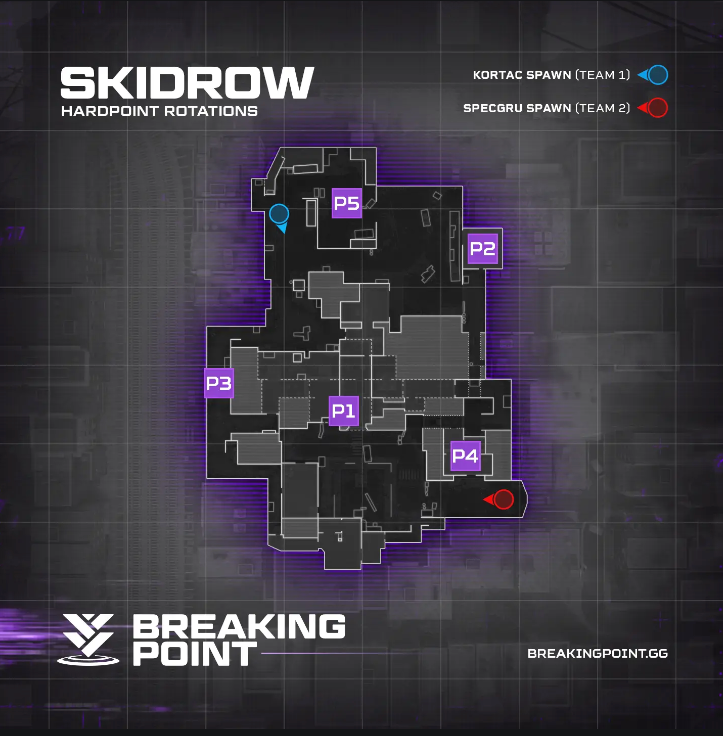 SKIDROW
HARDPOINT ROTATIONS
KORTAC SPAWN (TEAM 1)
SPECGRU SPAWN (TEAM 2)
P5
P2
P3
P1
P4
BREAKING
POINT
BREAKINGPOINT.GG